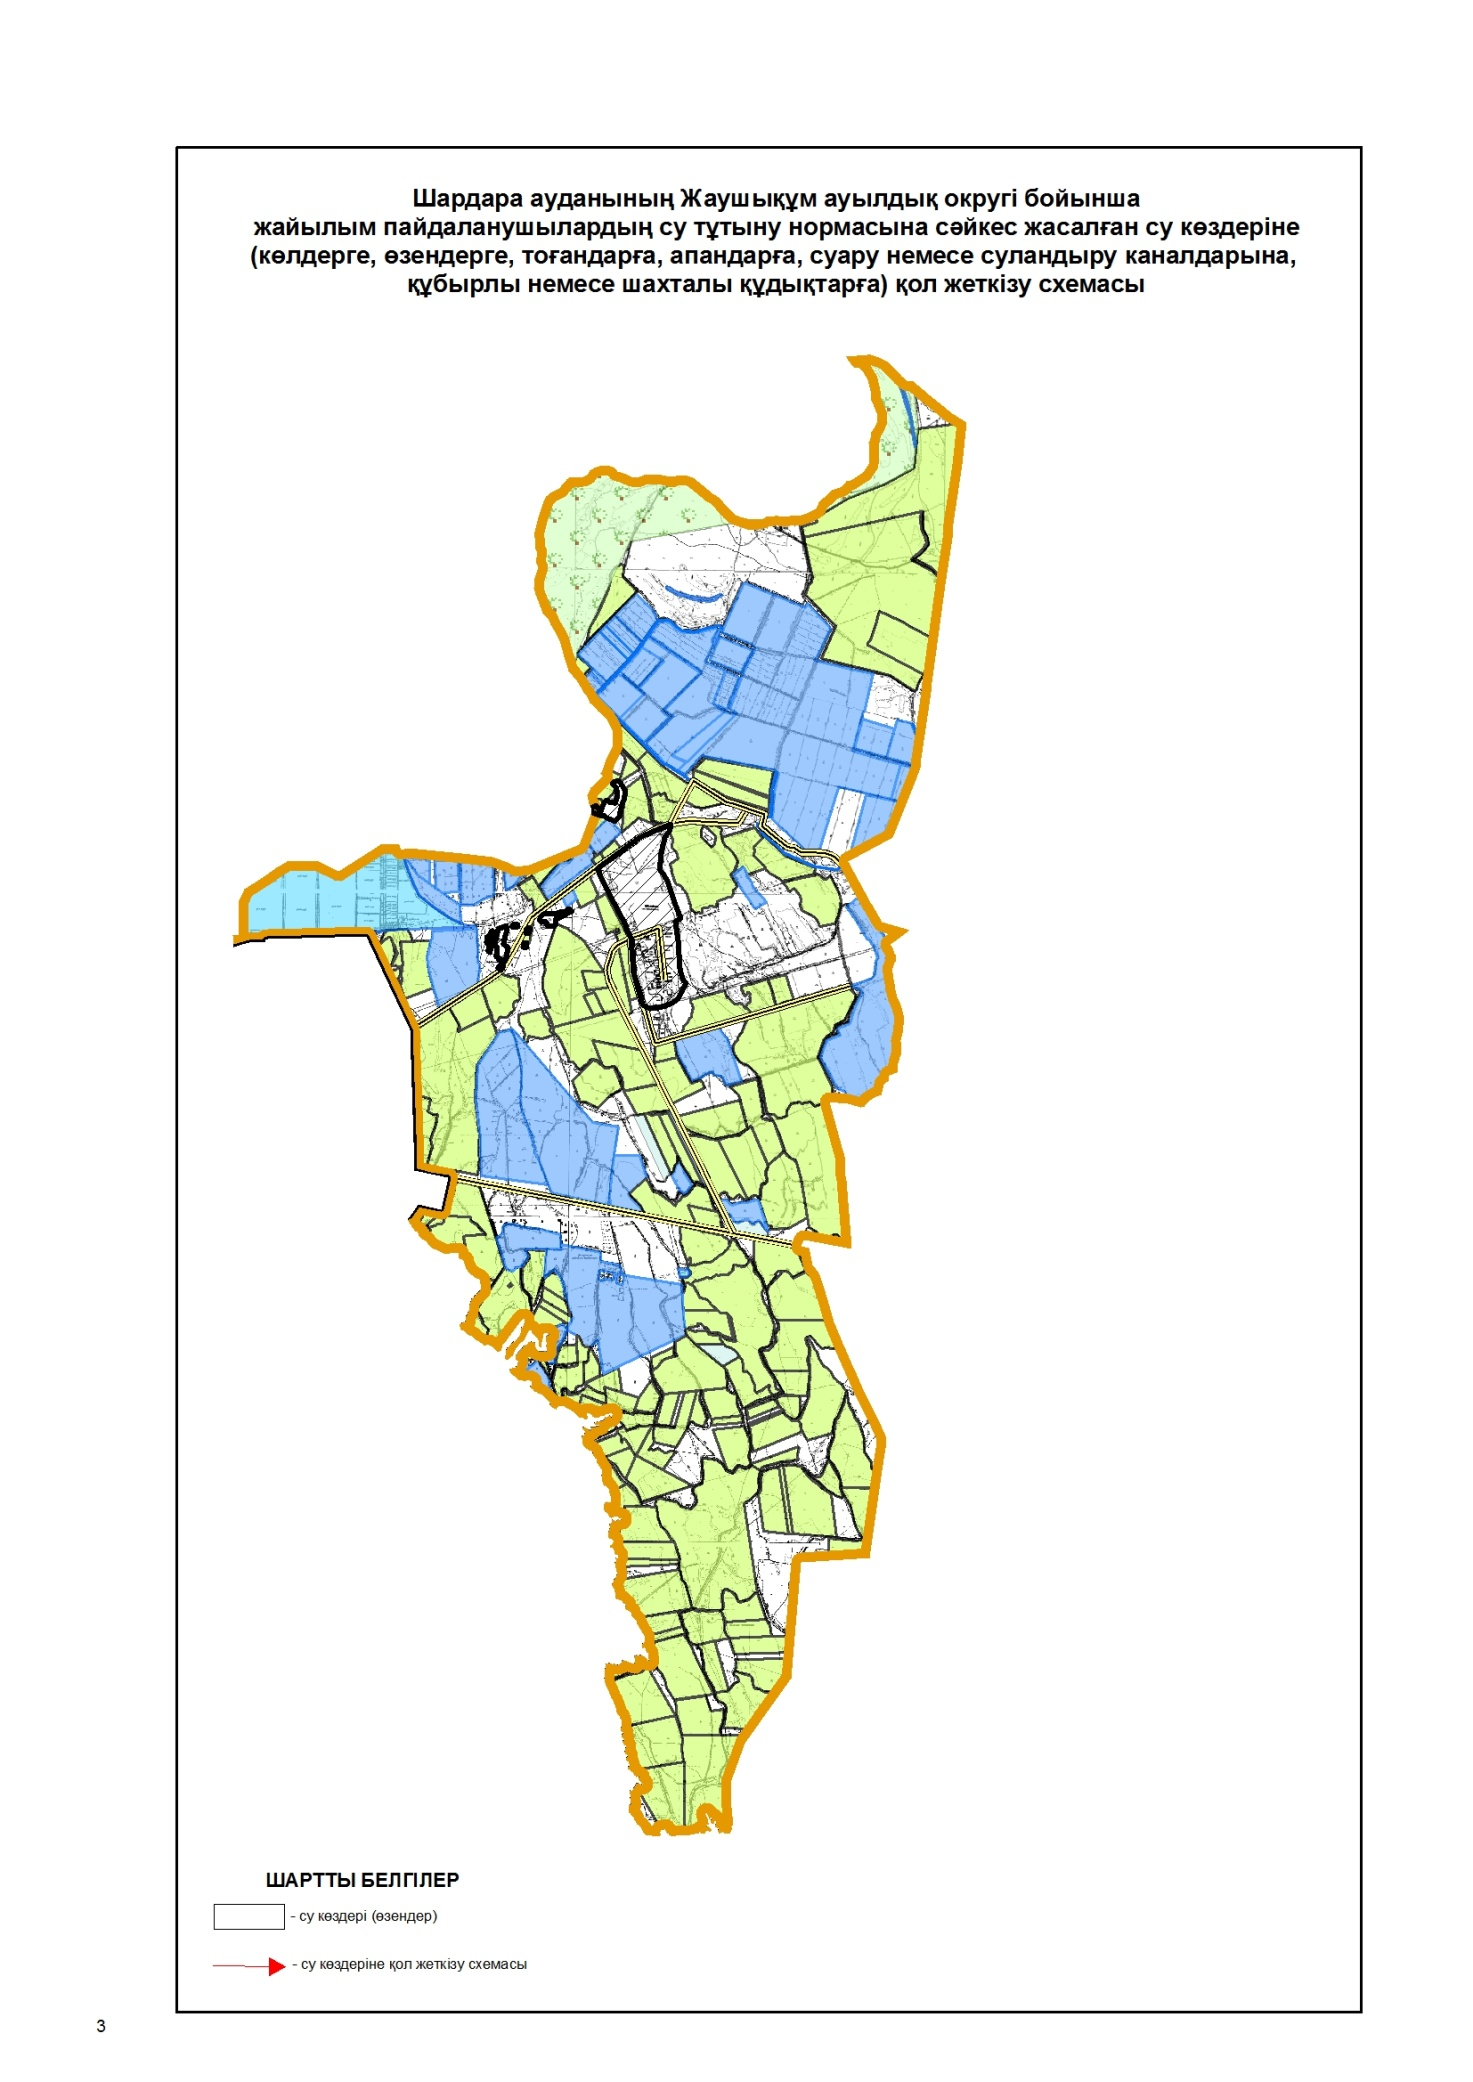 Шардара ауданының Жаушықұм ауылдық округі бойынша
жайылым пайдаланушылардың су тұтыну нормасына сәйкес жасалған су көздеріне
(көлдерге, өзендерге, тоғандарға, апандарға, суару немесе суландыру каналдарына,
құбырлы немесе шахталы құдықтарға) қол жеткізу схемасы
ШАРТТЫ БЕЛГІЛЕР
- су көздері (өзендер)
- су көздеріне қол жеткізу схемасы
3